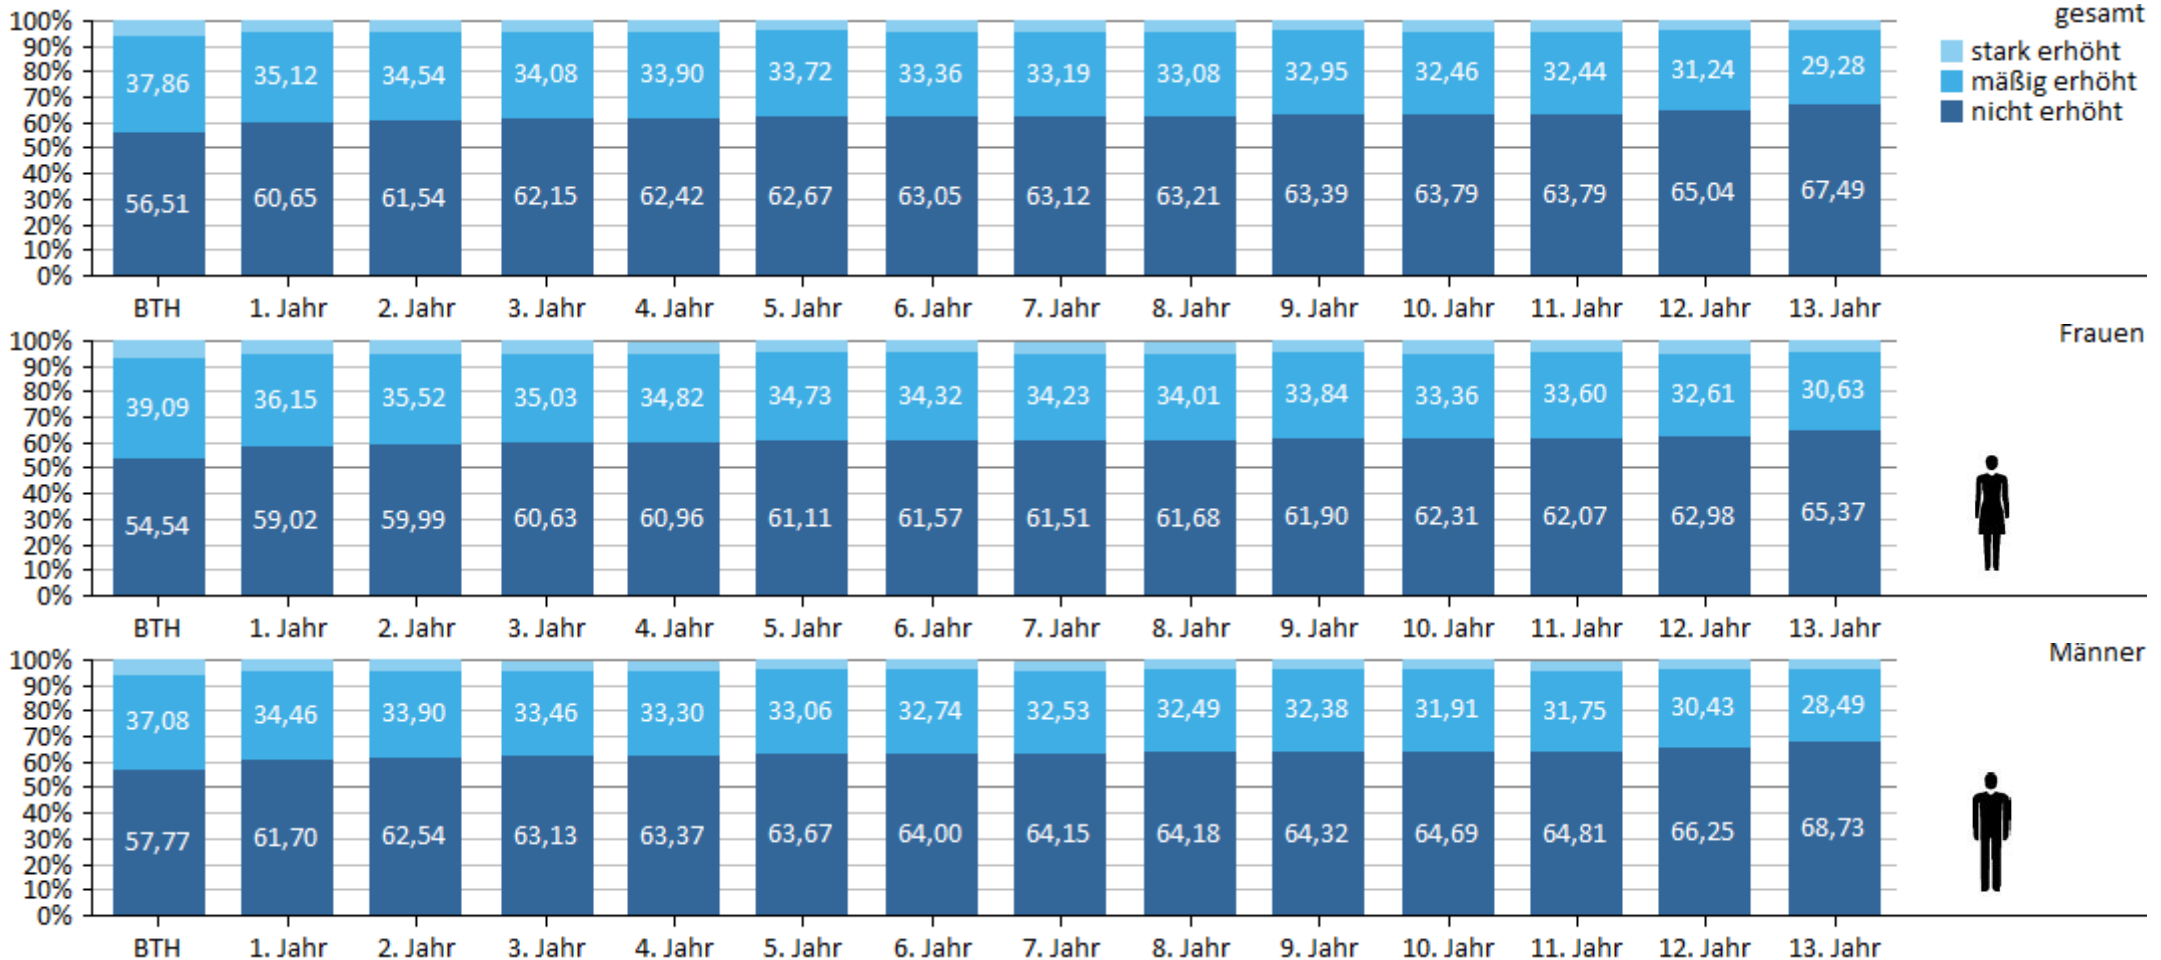 gesamt
stark erhöht
mäßig erhöht
nicht erhöht
100%
90%
80%
70%
60%
50%
40%
30%
20%
10%
0%
37,86 35,12 34,54 34,08 33,90 33,72 33,36 33,19 33,08 32,95 32,46 32,44 31,24 29,28
56,51 60,65 61,54 62,15 62,42 62,67 63,05 63,12 63,21 63,39 63,79 63,79 65,04 67,49
BTH 1. Jahr 2. Jahr 3. Jahr 4. Jahr 5. Jahr 6. Jahr 7. Jahr 8. Jahr 9. Jahr 10. Jahr 11. Jahr 12. Jahr 13. Jahr
Frauen
100%
90%
80%
70%
60%
50%
40%
30%
20%
10%
0%
39,09 36,15 35,52 35,03 34,82 34,73 34,32 34,23 34,01 33,84 33,36 33,60 32,61 30,63
54,54 59,02 59,99 60,63 60,96 61,11 61,57 61,51 61,68 61,90 62,31 62,07 62,98 65,37
BTH 1. Jahr 2. Jahr 3. Jahr 4. Jahr 5. Jahr 6. Jahr 7. Jahr 8. Jahr 9. Jahr 10. Jahr 11. Jahr 12. Jahr 13. Jahr
Männer
100%
90%
80%
70%
60%
50%
40%
30%
20%
10%
0%
37,08 34,46 33,90 33,46 33,30 33,06 32,74 32,53 32,49 32,38 31,91 31,75 30,43 28,49
57,77 61,70 62,54 63,13 63,37 63,67 64,00 64,15 64,18 64,32 64,69 64,81 66,25 68,73
BTH 1. Jahr 2. Jahr 3. Jahr 4. Jahr 5. Jahr 6. Jahr 7. Jahr 8. Jahr 9. Jahr 10. Jahr 11. Jahr 12. Jahr 13. Jahr